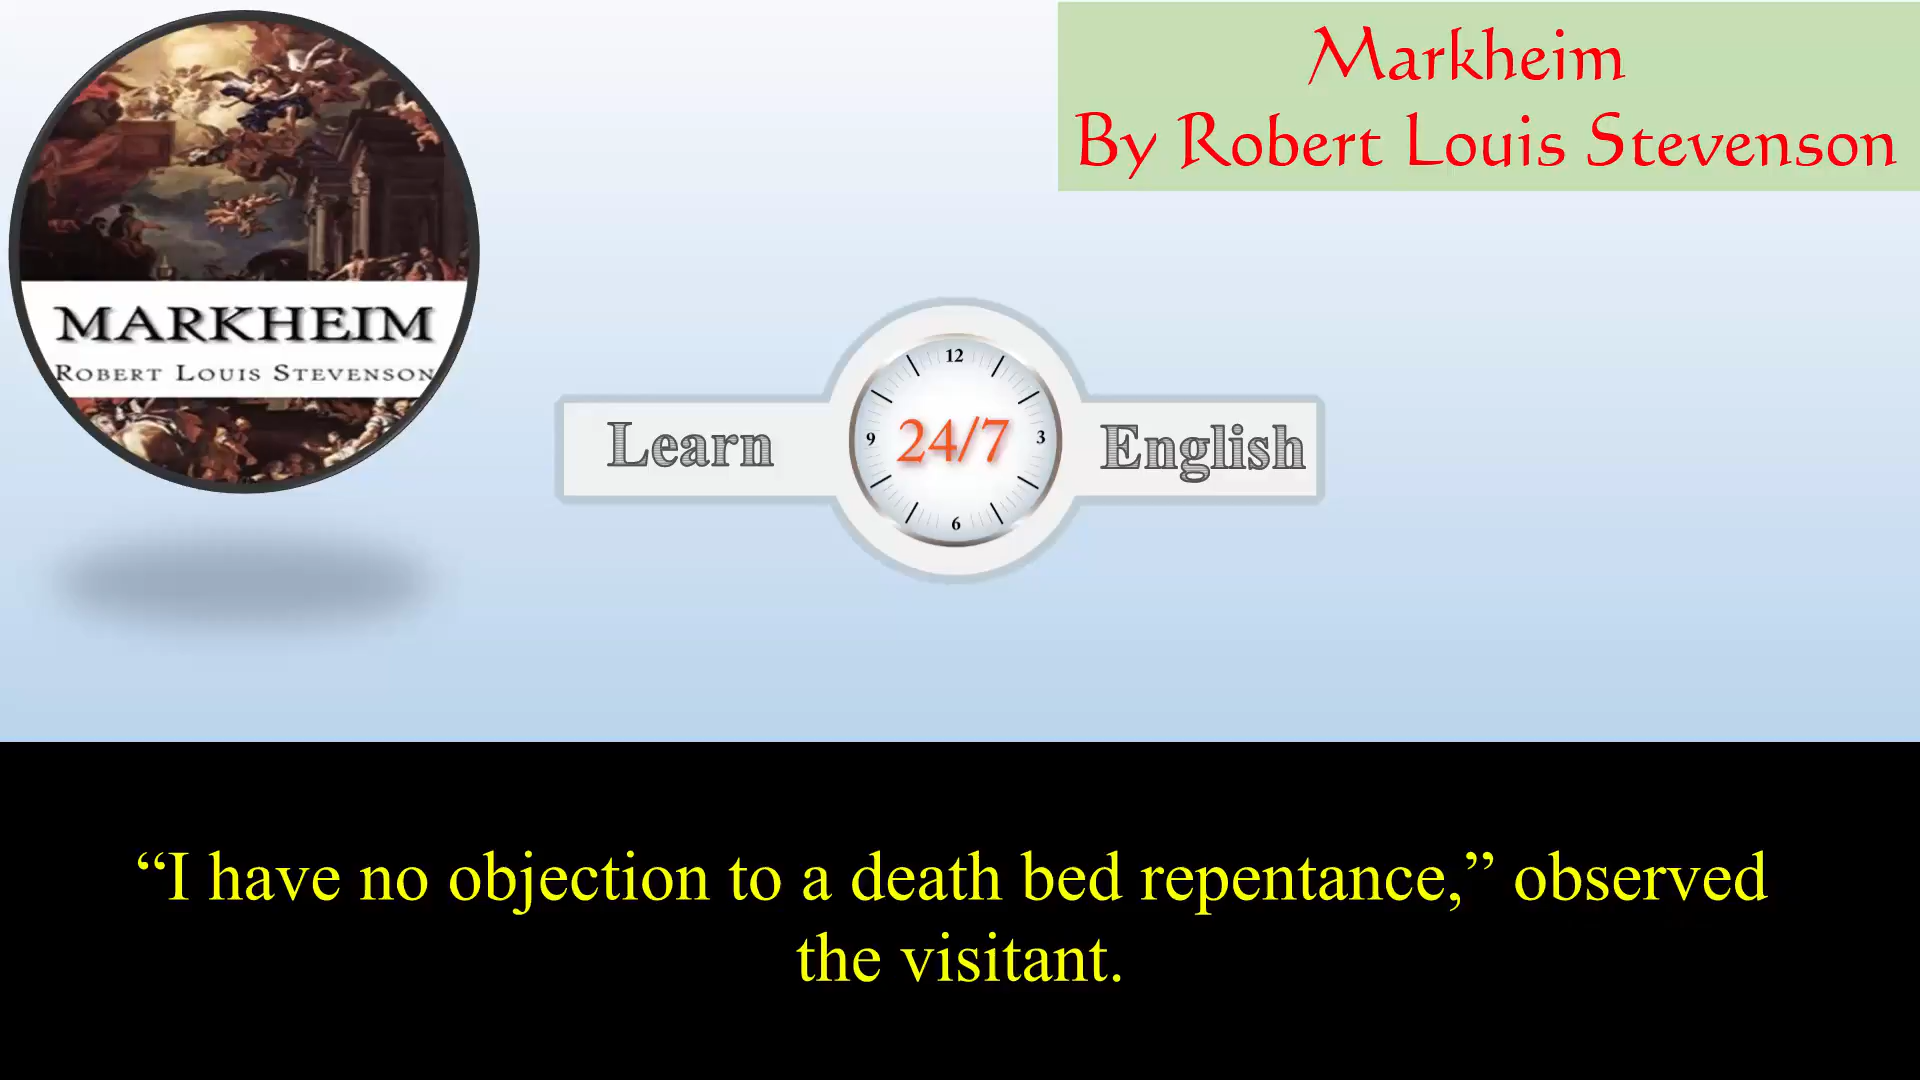 Markheim
By Robert Louis Stevenson
MARKHEIM
ROBERT LOUIS STEVENSON
12
Learn
9
24/7
3
English
6
“I have no objection to a death bed repentance,” observed
the visitant.